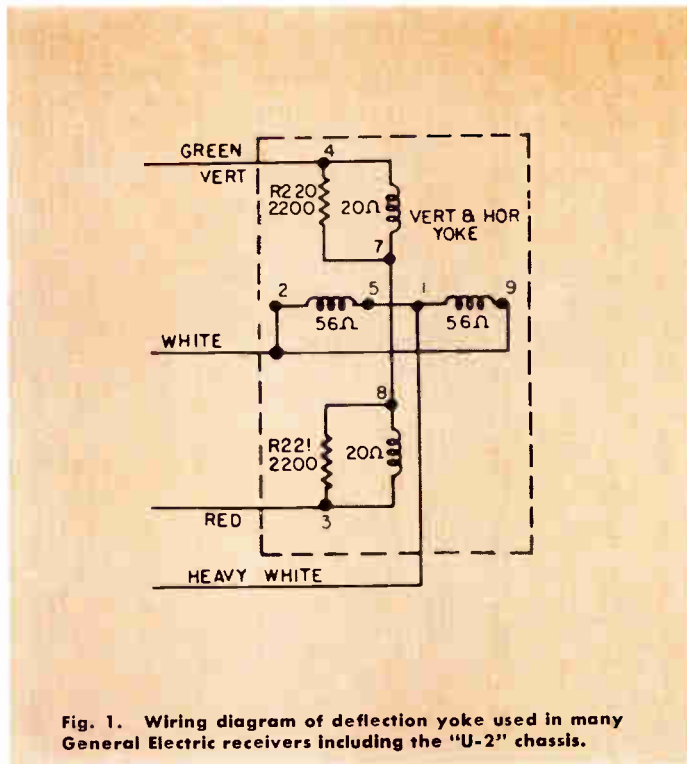 GREEN
4
VERT
R220
2200
20Ω
VERT & HOR
YOKE
7
2
5
1
9
56Ω
56Ω
WHITE
8
R221
2200
20Ω
RED
3
HEAVY WHITE
Fig. 1. Wiring diagram of deflection yoke used in many
General Electric receivers including the "U-2" chassis.